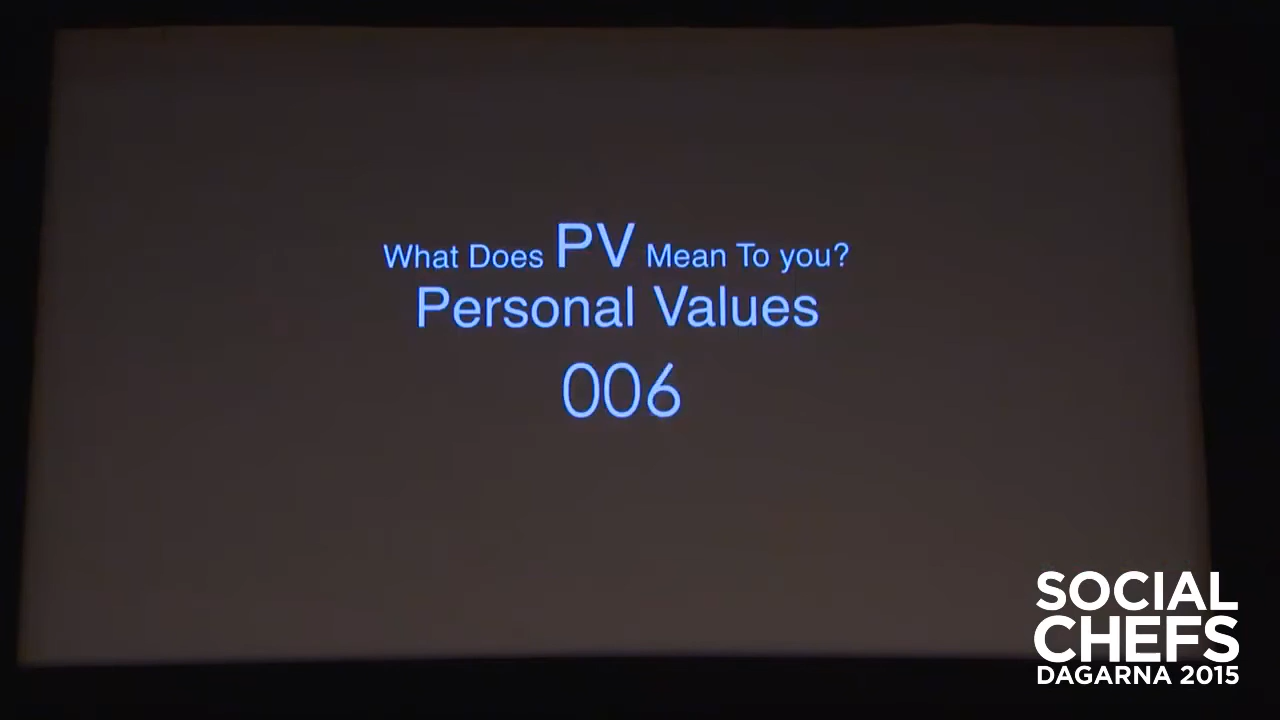 What Does PV Mean To you?
Personal Values
006
SOCIAL
CHEFS
DAGARNA 2015